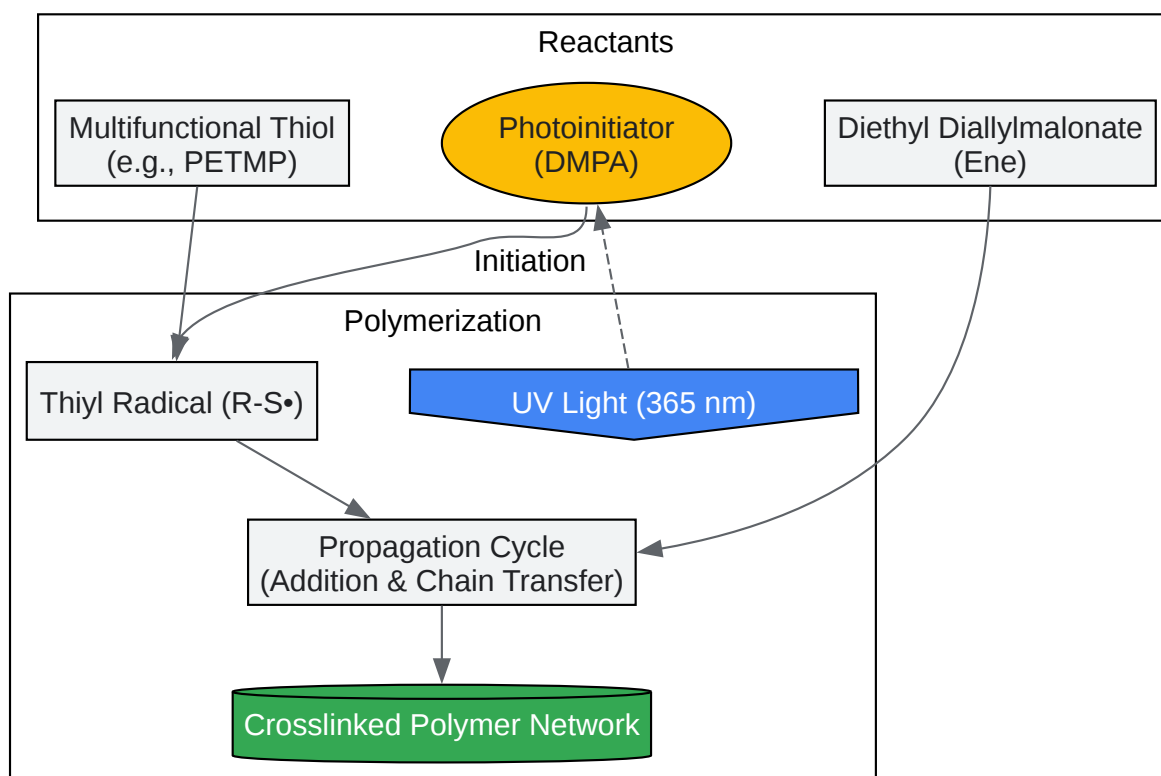 Reactants
Multifunctional Thiol
(e.g., PETMP)
Photoinitiator
(DMPA)
Diethyl Diallylmalonate
(Ene)
Initiation
Polymerization
Thiyl Radical (R-S•)
UV Light (365 nm)
Propagation Cycle
(Addition & Chain Transfer)
Crosslinked Polymer Network